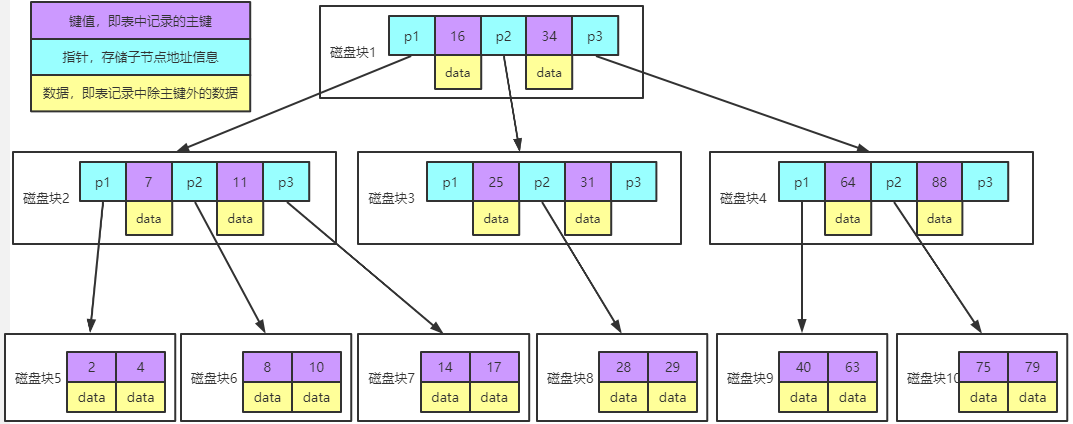 键值，即表中记录的主键
指针，存储子节点地址信息
数据，即表记录中除主键外的数据
磁盘块1
p1 16 p2 34 p3
data data
磁盘块2
p1 7 p2 11 p3
data data
磁盘块3
p1 25 p2 31 p3
data data
磁盘块4
p1 64 p2 88 p3
data data
磁盘块5
2 4
data data
磁盘块6
8 10
data data
磁盘块7
14 17
data data
磁盘块8
28 29
data data
磁盘块9
40 63
data data
磁盘块10
75 79
data data